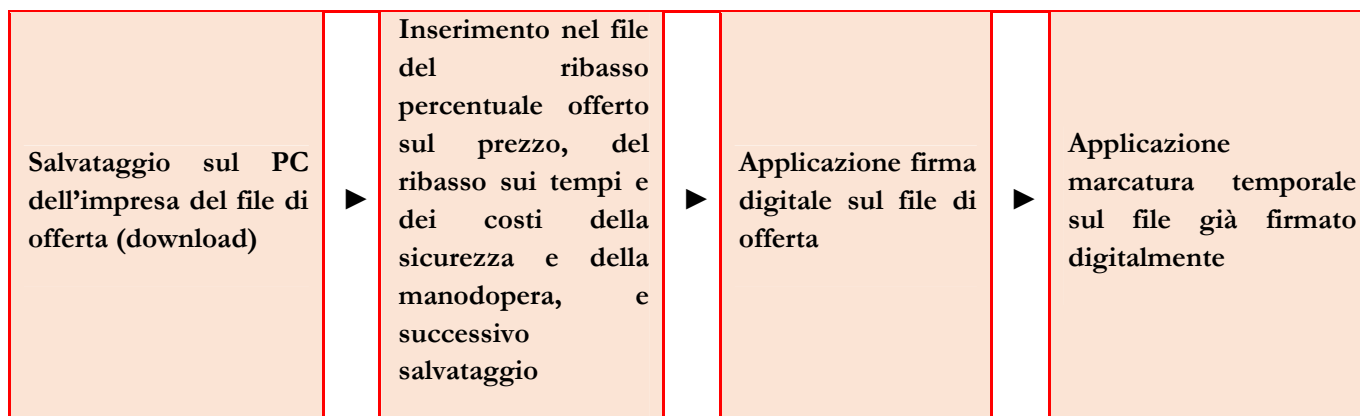 Salvataggio sul PC
dell'impresa del file di
offerta (download)
►
Inserimento nel file
del ribasso
percentuale offerto
sul prezzo, del
ribasso sui tempi e
dei costi della
sicurezza e della
manodopera, e
successivo
salvataggio
►
Applicazione firma
digitale sul file di
offerta
►
Applicazione
marcatura temporale
sul file già firmato
digitalmente